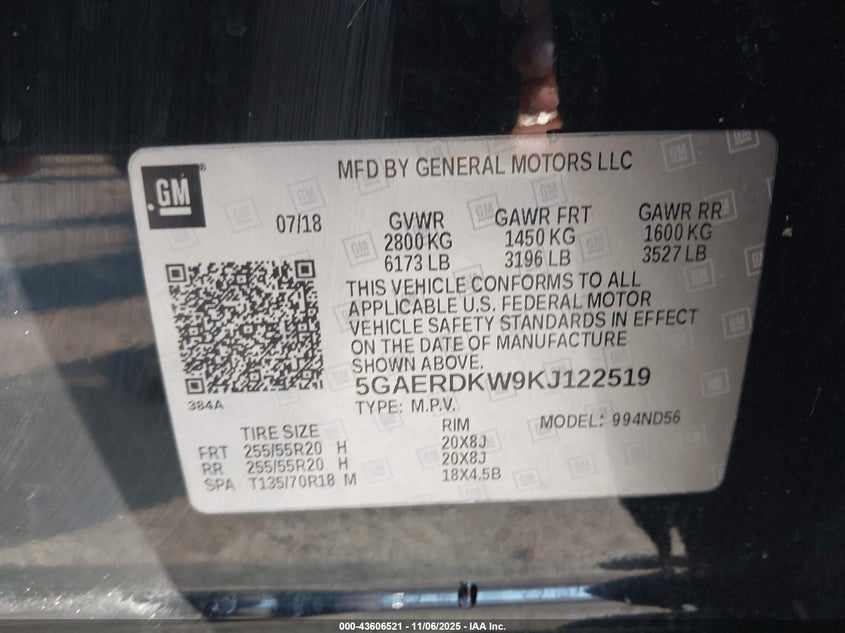 GM
MFD BY GENERAL MOTORS LLC
07/18
GVWR GAWR FRT GAWR RR
2800 KG 1450 KG 1600 KG
6173 LB 3196 LB 3527 LB
THIS VEHICLE CONFORMS TO ALL
APPLICABLE U.S. FEDERAL MOTOR
VEHICLE SAFETY STANDARDS IN EFFECT
ON THE DATE OF MANUFACTURE
SHOWN ABOVE.
5GAERDKW9KJ122519
384A
TYPE: M.P.V.
TIRE SIZE RIM MODEL: 994ND56
FRT 255/55R20 H 20X8J
RR 255/55R20 H 20X8J
SPA T135/70R18 M 18X4.5B
000-43606521 - 11/06/2025 - IAA Inc.